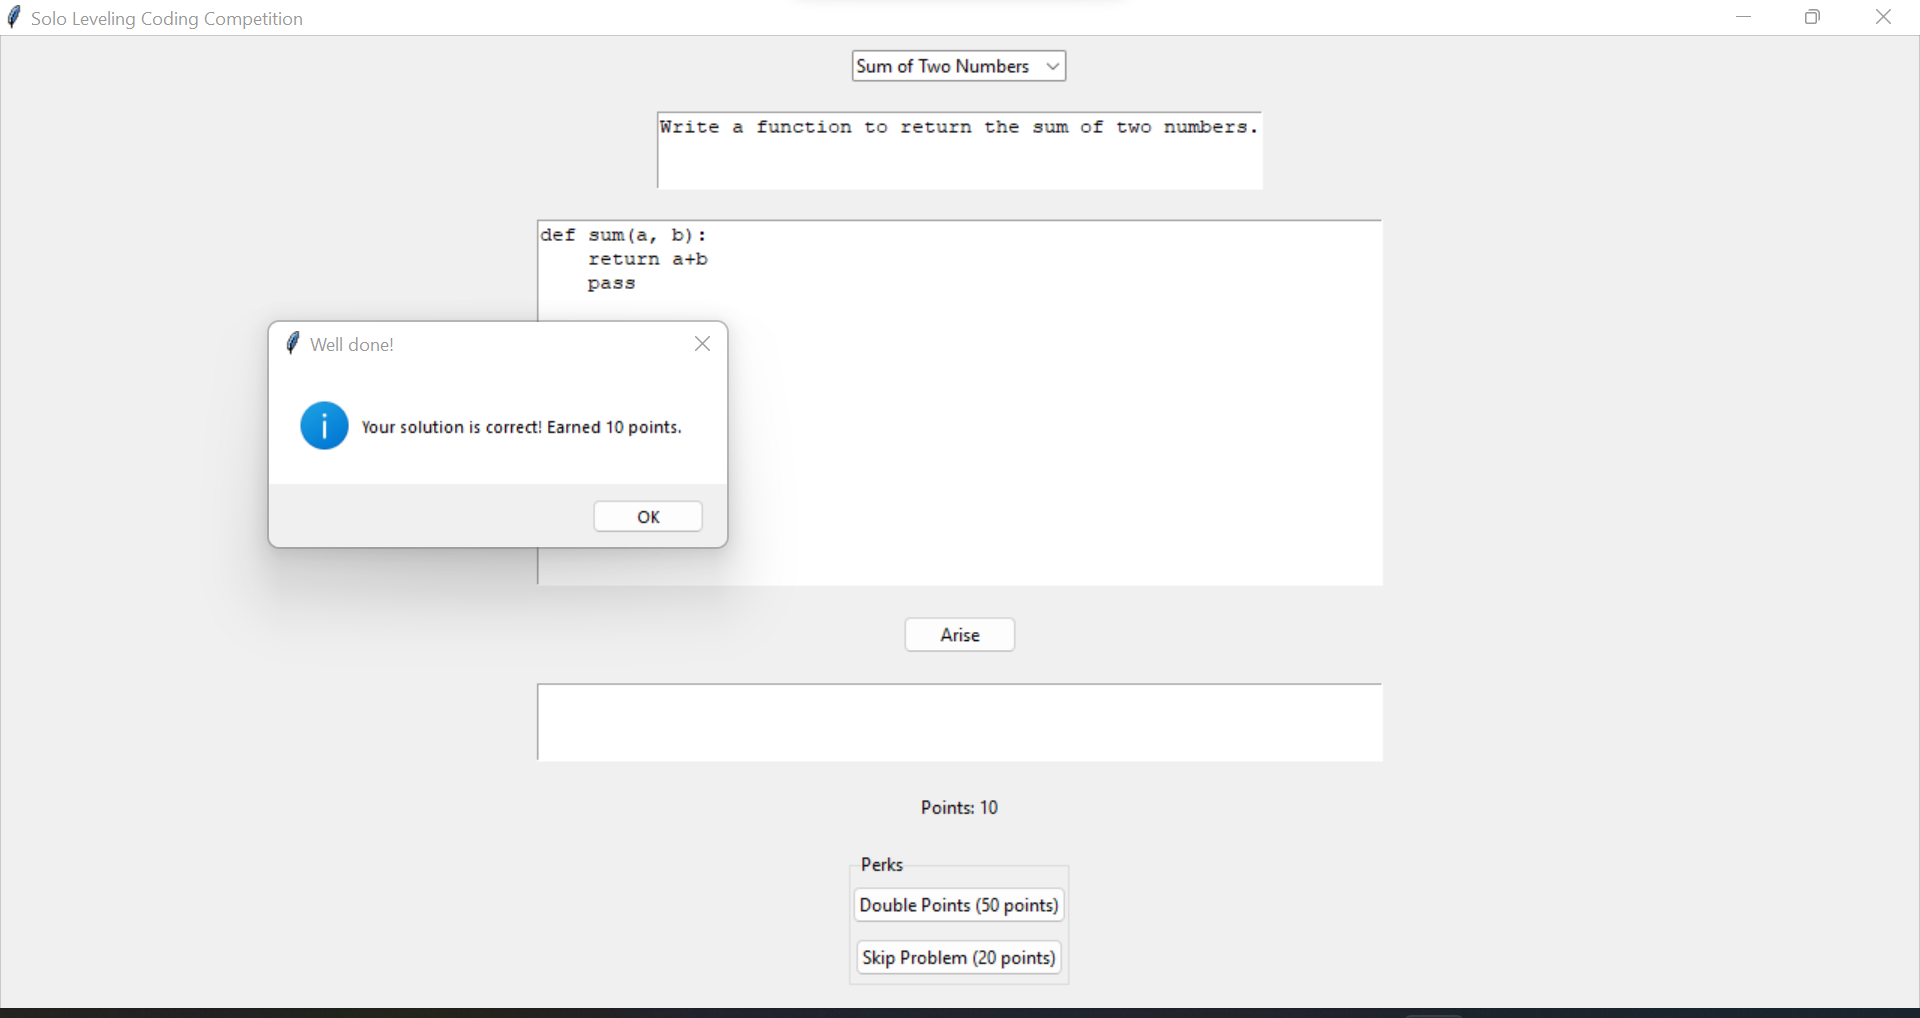 Solo Leveling Coding Competition
Sum of Two Numbers
Write a function to return the sum of two numbers.
def sum(a, b):
    return a+b
    pass
Well done!
Your solution is correct! Earned 10 points.
OK
Arise
Points: 10
Perks
Double Points (50 points)
Skip Problem (20 points)